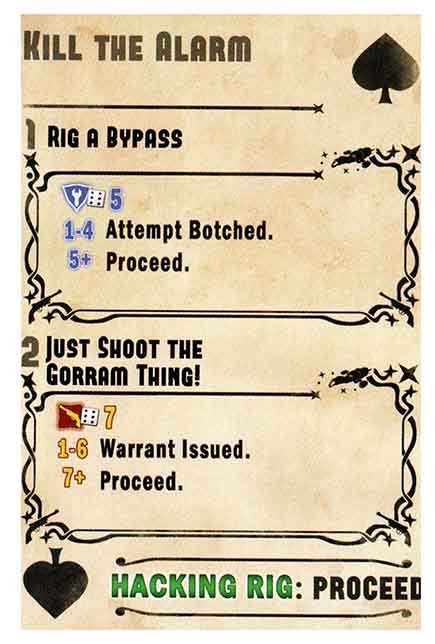 KILL THE ALARM
1 RIG A BYPASS
5
1-4 Attempt Botched.
5+ Proceed.
2 JUST SHOOT THE
GORRAM THING!
7
1-6 Warrant Issued.
7+ Proceed.
HACKING RIG: PROCEED